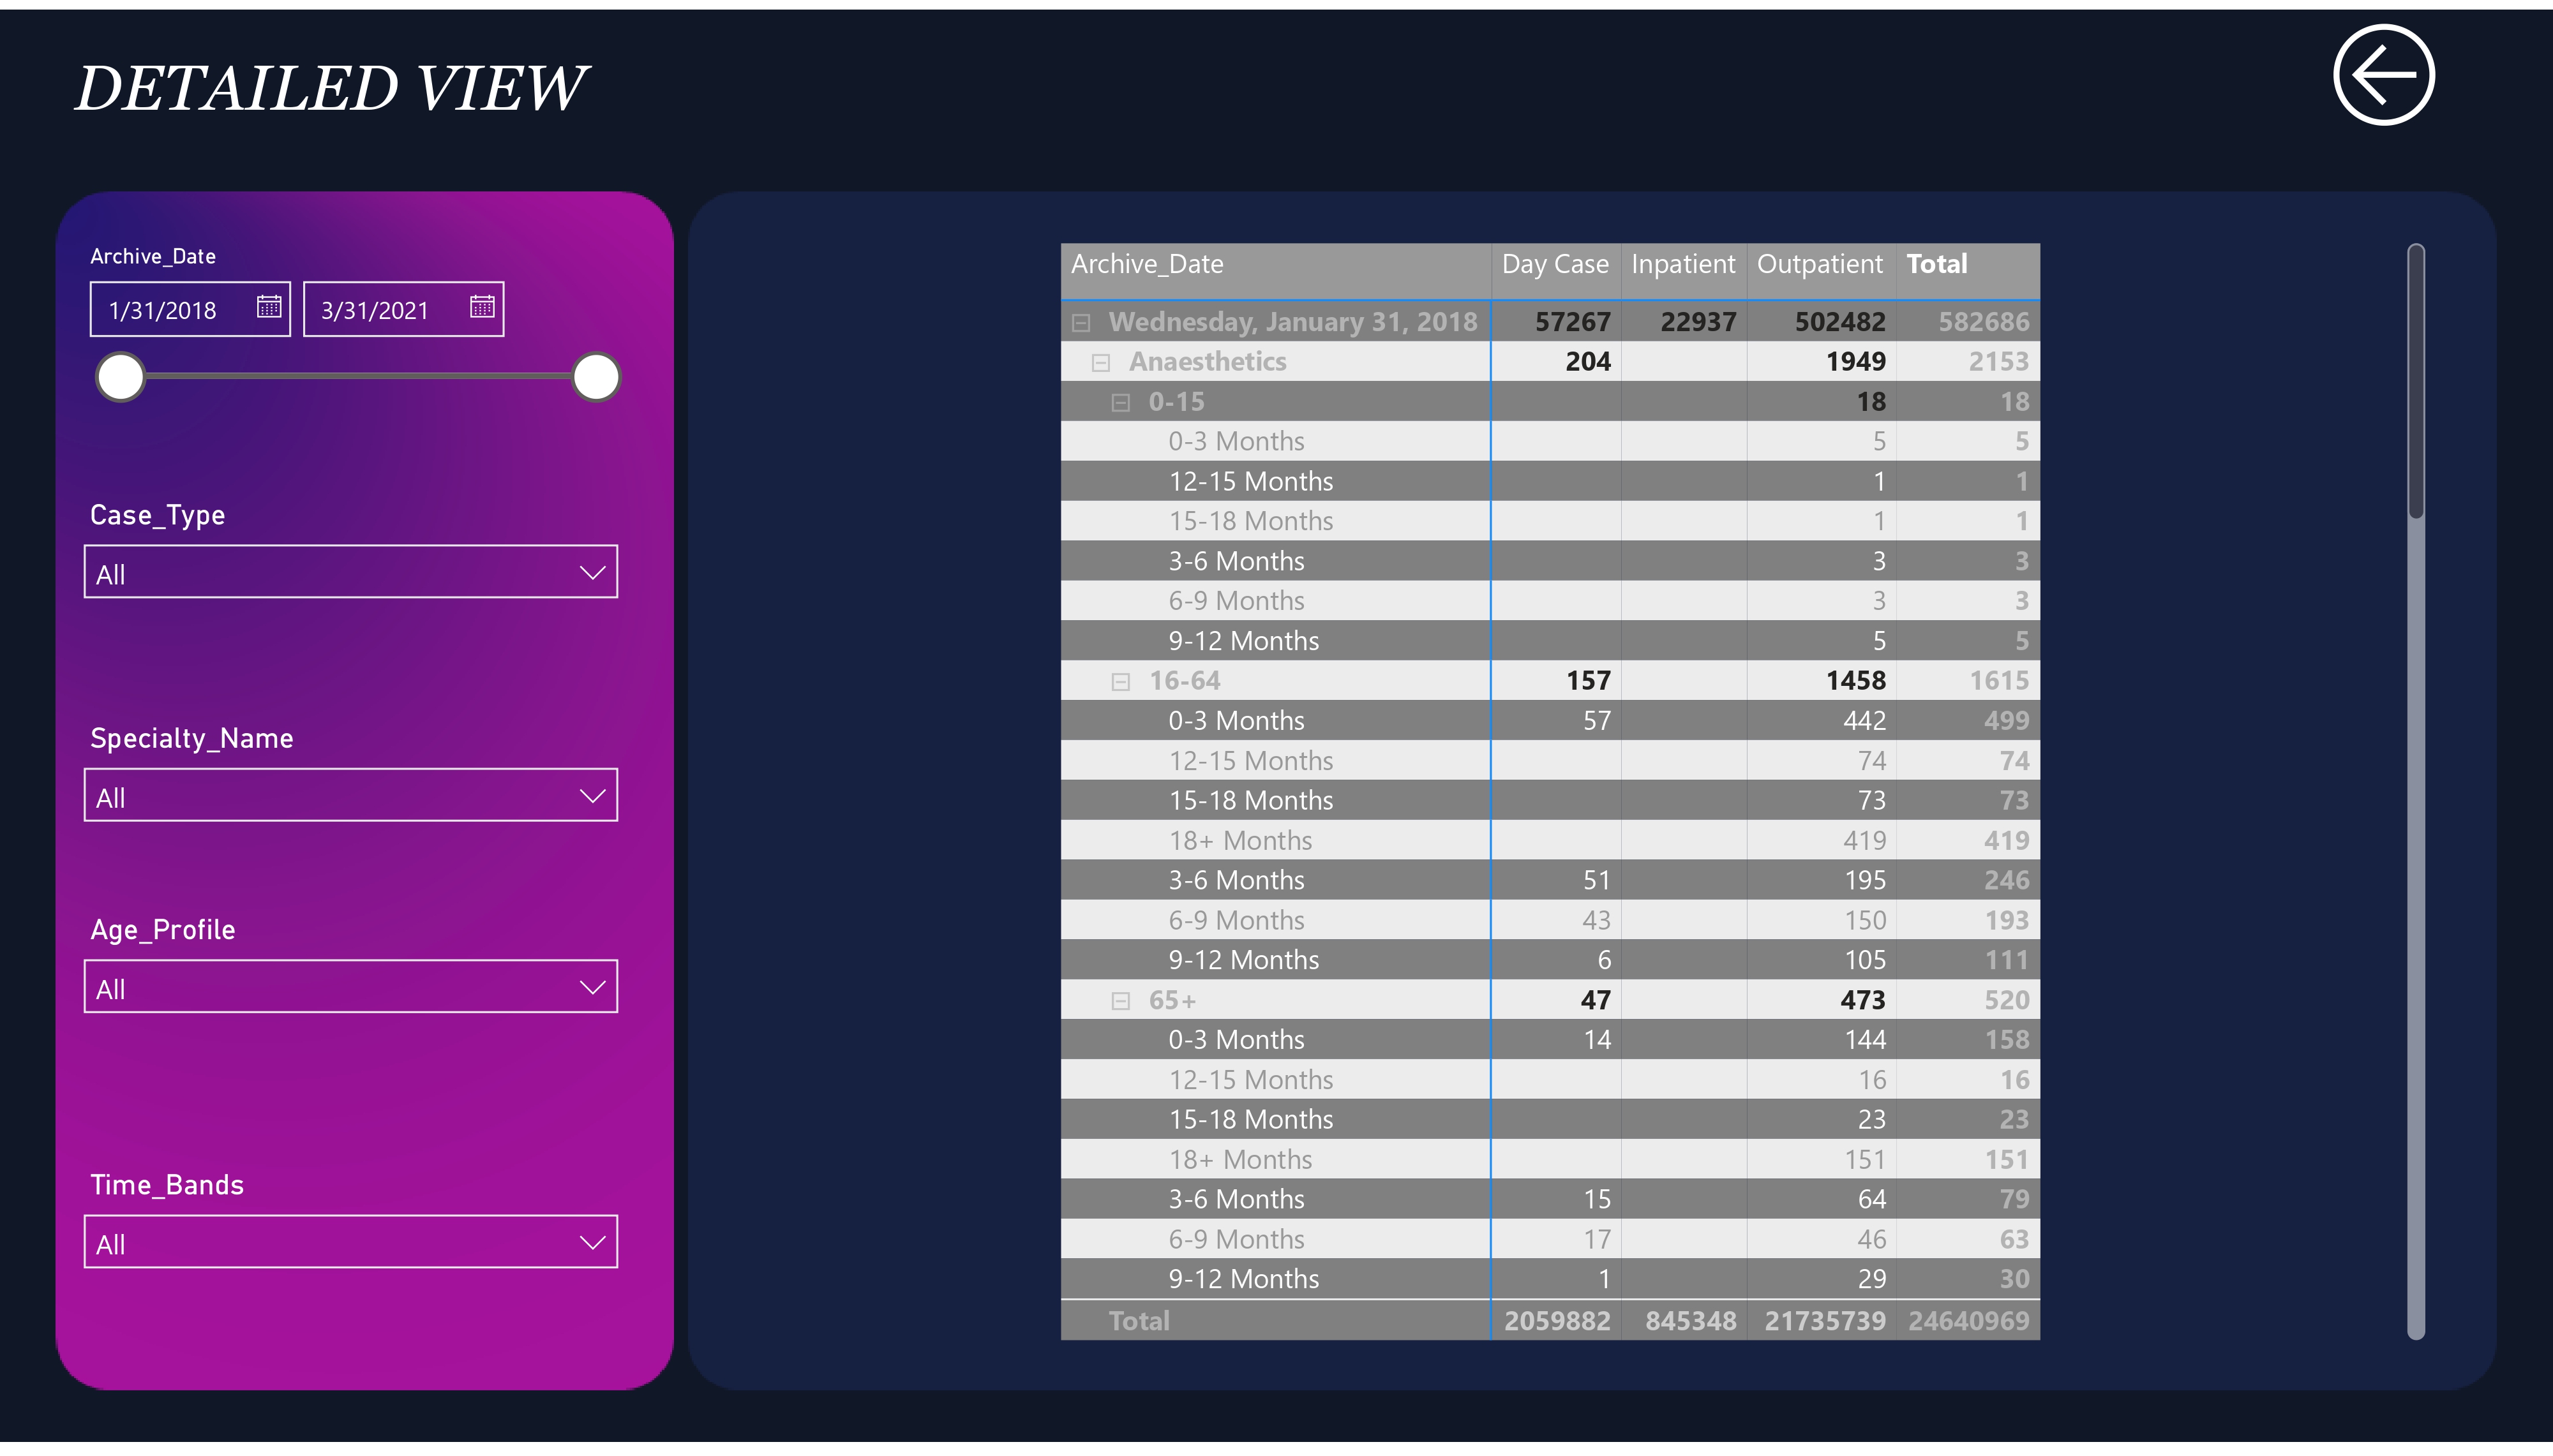 DETAILED VIEW
Archive_Date
1/31/2018 3/31/2021
Case_Type
All
Specialty_Name
All
Age_Profile
All
Time_Bands
All
Archive_Date Day Case Inpatient Outpatient Total
Wednesday, January 31, 2018 57267 22937 502482 582686
Anaesthetics 204 1949 2153
0-15 18 18
0-3 Months 5 5
12-15 Months 1 1
15-18 Months 1 1
3-6 Months 3 3
6-9 Months 3 3
9-12 Months 5 5
16-64 157 1458 1615
0-3 Months 57 442 499
12-15 Months 74 74
15-18 Months 73 73
18+ Months 419 419
3-6 Months 51 195 246
6-9 Months 43 150 193
9-12 Months 6 105 111
65+ 47 473 520
0-3 Months 14 144 158
12-15 Months 16 16
15-18 Months 23 23
18+ Months 151 151
3-6 Months 15 64 79
6-9 Months 17 46 63
9-12 Months 1 29 30
Total 2059882 845348 21735739 24640969